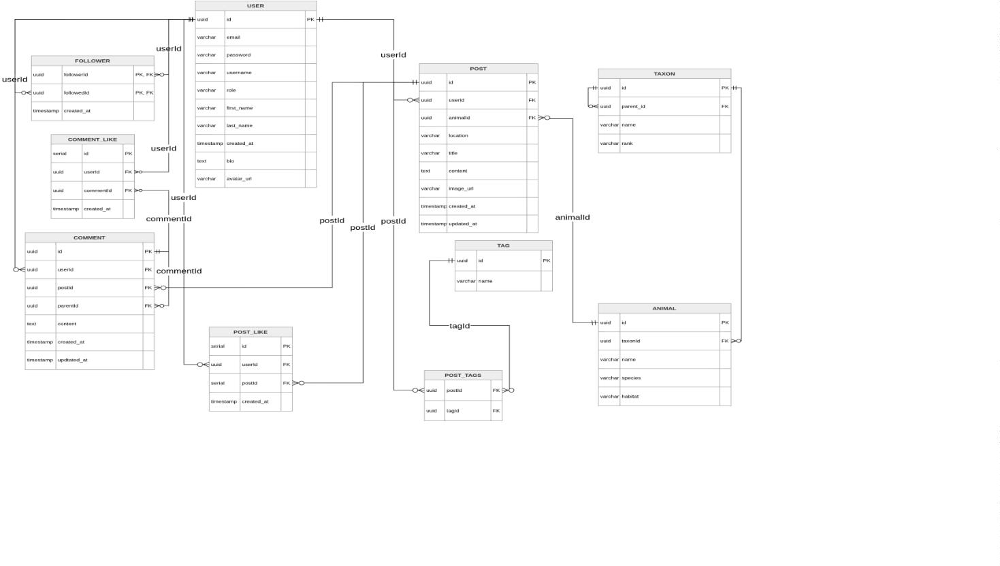 USER
uuid id PK
varchar email
varchar password
varchar username
varchar role
varchar first_name
varchar last_name
timestamp created_at
text bio
varchar avatar_url
userId
userId
userId
userId
userId
FOLLOWER
uuid followerId PK, FK
uuid followedId PK, FK
timestamp created_at
COMMENT_LIKE
serial id PK
uuid userId FK
uuid commentId FK
timestamp created_at
commentId
commentId
COMMENT
uuid id PK
uuid userId FK
uuid postId FK
uuid parentId FK
text content
timestamp created_at
timestamp updtated_at
POST_LIKE
serial id PK
uuid userId FK
serial postId FK
timestamp created_at
postId
postId
postId
POST
uuid id PK
uuid userId FK
uuid animalId FK
varchar location
varchar title
text content
varchar image_url
timestamp created_at
timestamp updated_at
TAG
uuid id PK
varchar name
tagId
POST_TAGS
uuid postId FK
uuid tagId FK
animalId
TAXON
uuid id PK
uuid parent_id FK
varchar name
varchar rank
ANIMAL
uuid id PK
uuid taxonId FK
varchar name
varchar species
varchar habitat